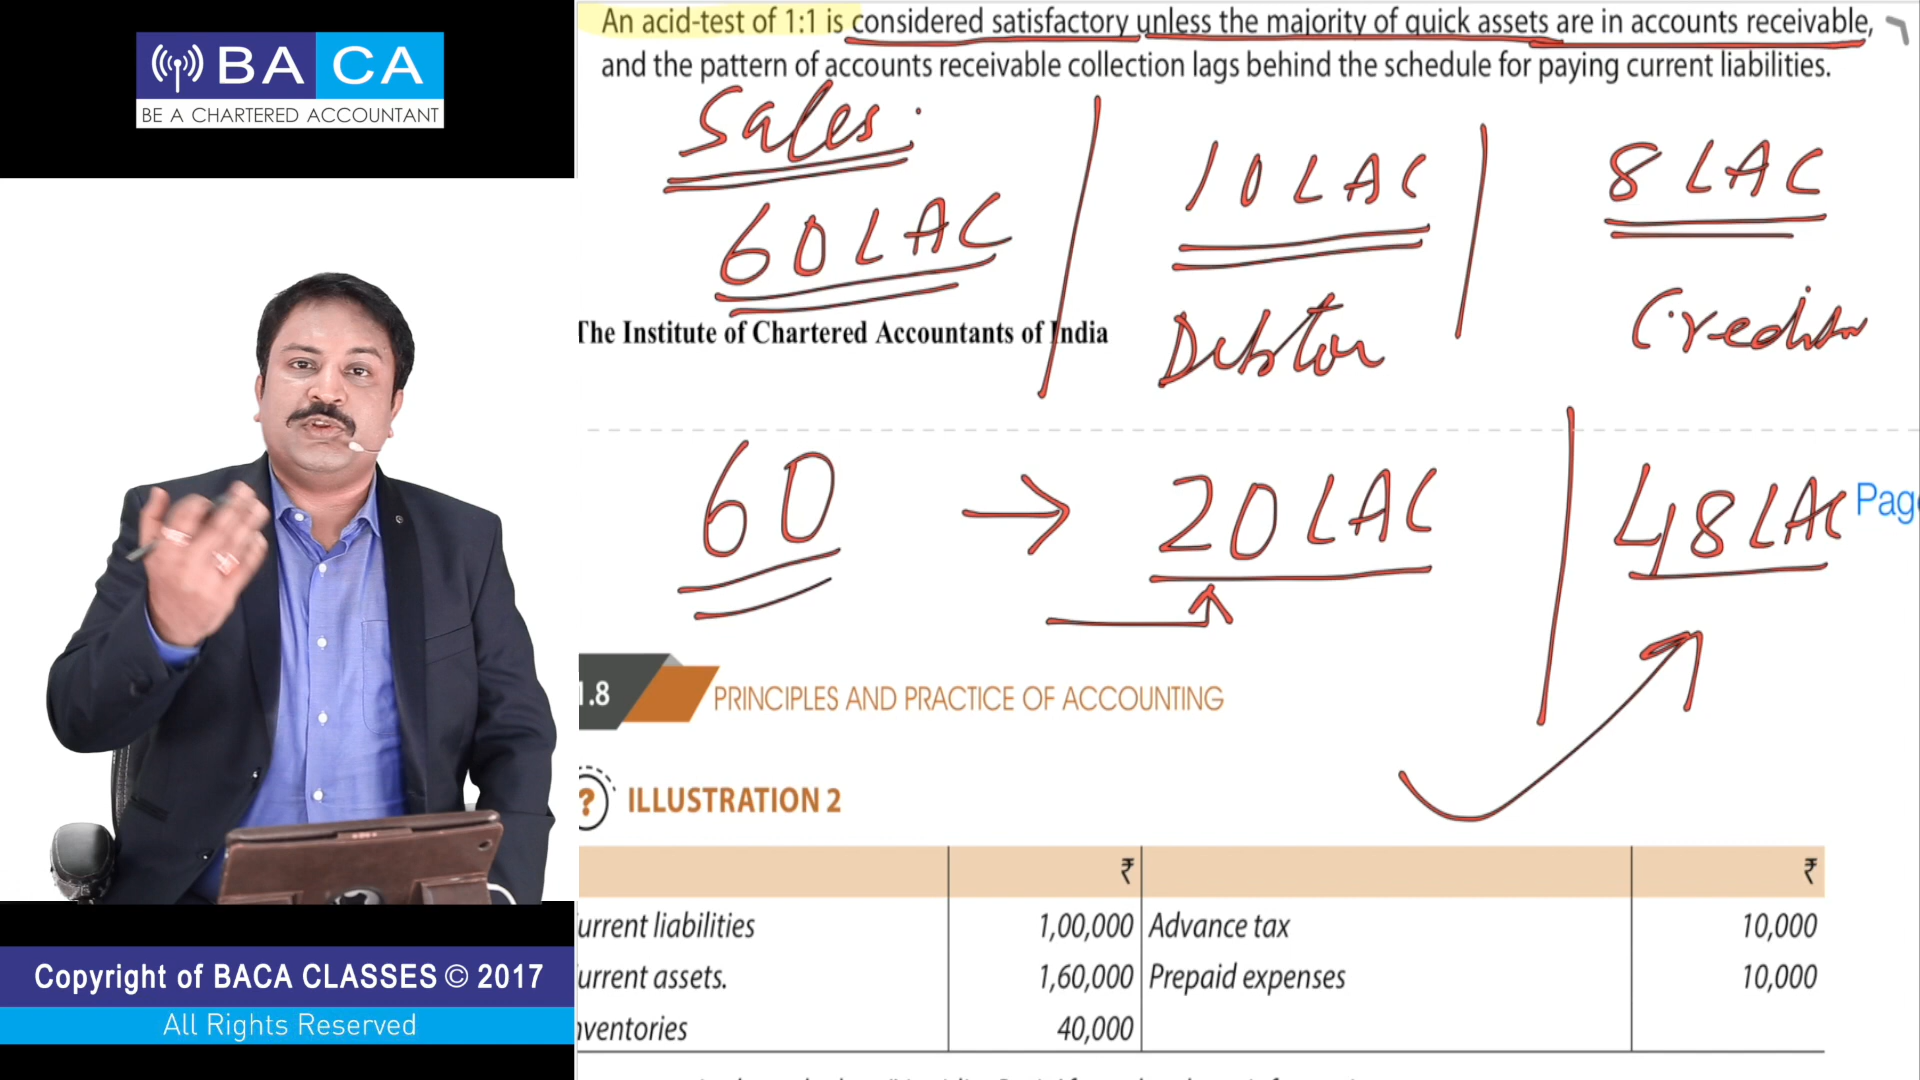 BA CA
BE A CHARTERED ACCOUNTANT
An acid-test of 1:1 is considered satisfactory unless the majority of quick assets are in accounts receivable,
and the pattern of accounts receivable collection lags behind the schedule for paying current liabilities.
Sales
60 LAC
10 LAC
8 LAC
The Institute of Chartered Accountants of India
Debtor
60 → 20 LAC
48 LAC
1.8 PRINCIPLES AND PRACTICE OF ACCOUNTING
? ILLUSTRATION 2
₹ ₹
urrent liabilities 1,00,000 Advance tax 10,000
urrent assets. 1,60,000 Prepaid expenses 10,000
nventories 40,000
Copyright of BACA CLASSES © 2017
All Rights Reserved